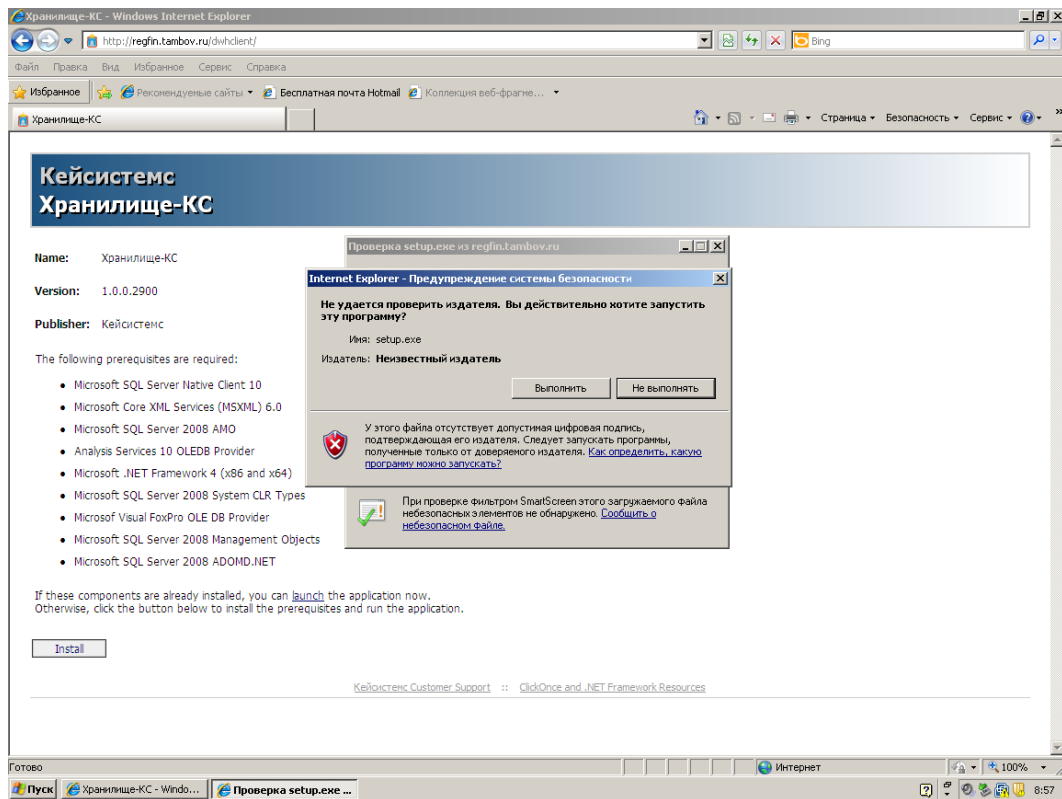 Хранилище-КС - Windows Internet Explorer
http://regfin.tambov.ru/dwhclient/
Bing
Файл Правка Вид Избранное Сервис Справка
Избранное
Рекомендуемые сайты
Бесплатная почта Hotmail
Коллекция веб-фрагме...
Хранилище-КС
Страница
Безопасность
Сервис
»
Кейсистемс
Хранилище-КС
Name: Хранилище-КС
Version: 1.0.0.2900
Publisher: Кейсистемс
The following prerequisites are required:
• Microsoft SQL Server Native Client 10
• Microsoft Core XML Services (MSXML) 6.0
• Microsoft SQL Server 2008 AMO
• Analysis Services 10 OLEDB Provider
• Microsoft .NET Framework 4 (x86 and x64)
• Microsoft SQL Server 2008 System CLR Types
• Microsof Visual FoxPro OLE DB Provider
• Microsoft SQL Server 2008 Management Objects
• Microsoft SQL Server 2008 ADOMD.NET
If these components are already installed, you can launch the application now.
Otherwise, click the button below to install the prerequisites and run the application.
Install
Кейсистемс Customer Support :: ClickOnce and .NET Framework Resources
Проверка setup.exe из regfin.tambov.ru
Internet Explorer - Предупреждение системы безопасности
Не удается проверить издателя. Вы действительно хотите запустить
эту программу?
Имя: setup.exe
Издатель: Неизвестный издатель
Выполнить
Не выполнять
У этого файла отсутствует допустимая цифровая подпись,
подтверждающая его издателя. Следует запускать программы,
полученные только от доверяемого издателя. Как определить, какую
программу можно запускать?
При проверке фильтром SmartScreen этого загружаемого файла
небезопасных элементов не обнаружено. Сообщить о
небезопасном файле.
Готово
Интернет
100%
Пуск
Хранилище-КС - Windo...
Проверка setup.exe ...
8:57